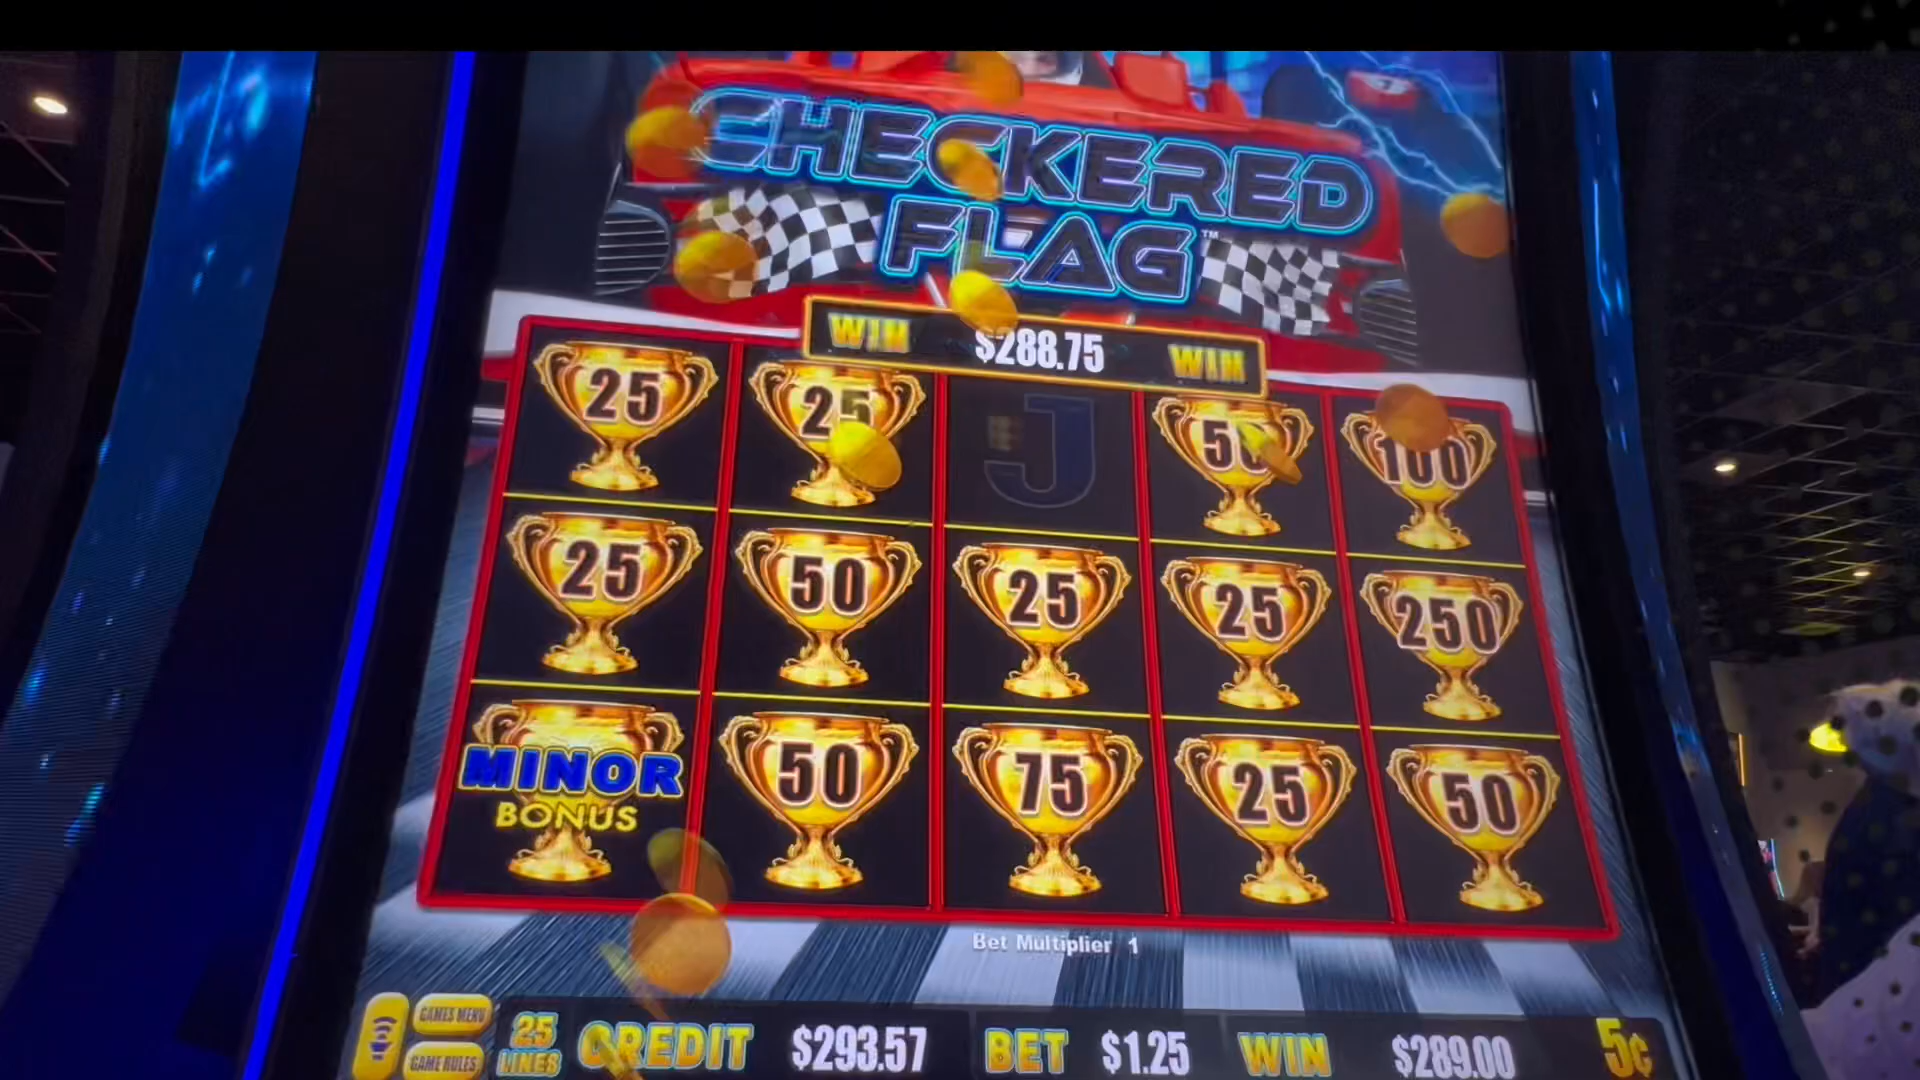 CHECKERED
FLAG™
WIN $288.75 WIN
25 25 J 50 100
25 50 25 25 250
MINOR
BONUS
50 75 25 50
Bet Multiplier 1
GAMES MENU
GAME RULES
25
LINES
CREDIT $293.57 BET $1.25 WIN $289.00 5¢